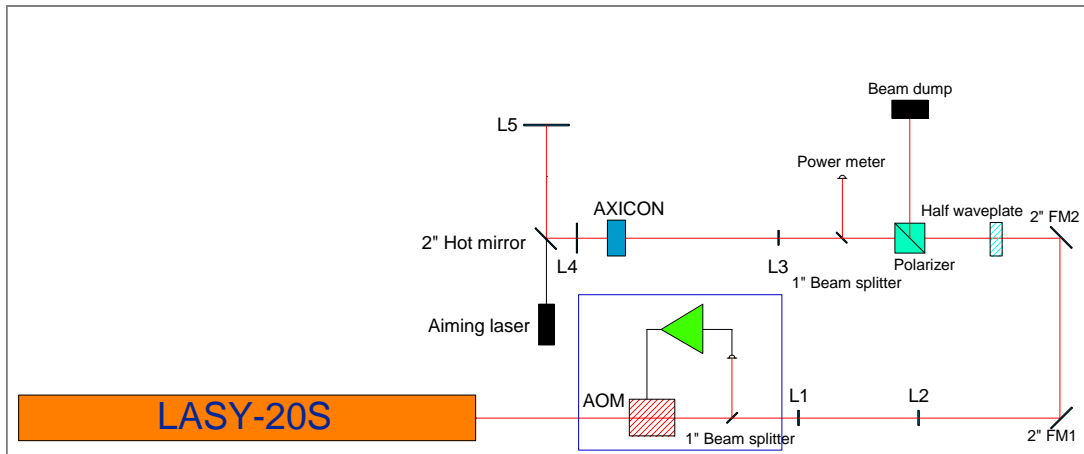 Beam dump
L5
Power meter
AXICON
Half waveplate
2" FM2
2" Hot mirror
L4
L3
Polarizer
1" Beam splitter
Aiming laser
AOM
L1
L2
LASY-20S
1" Beam splitter
2" FM1